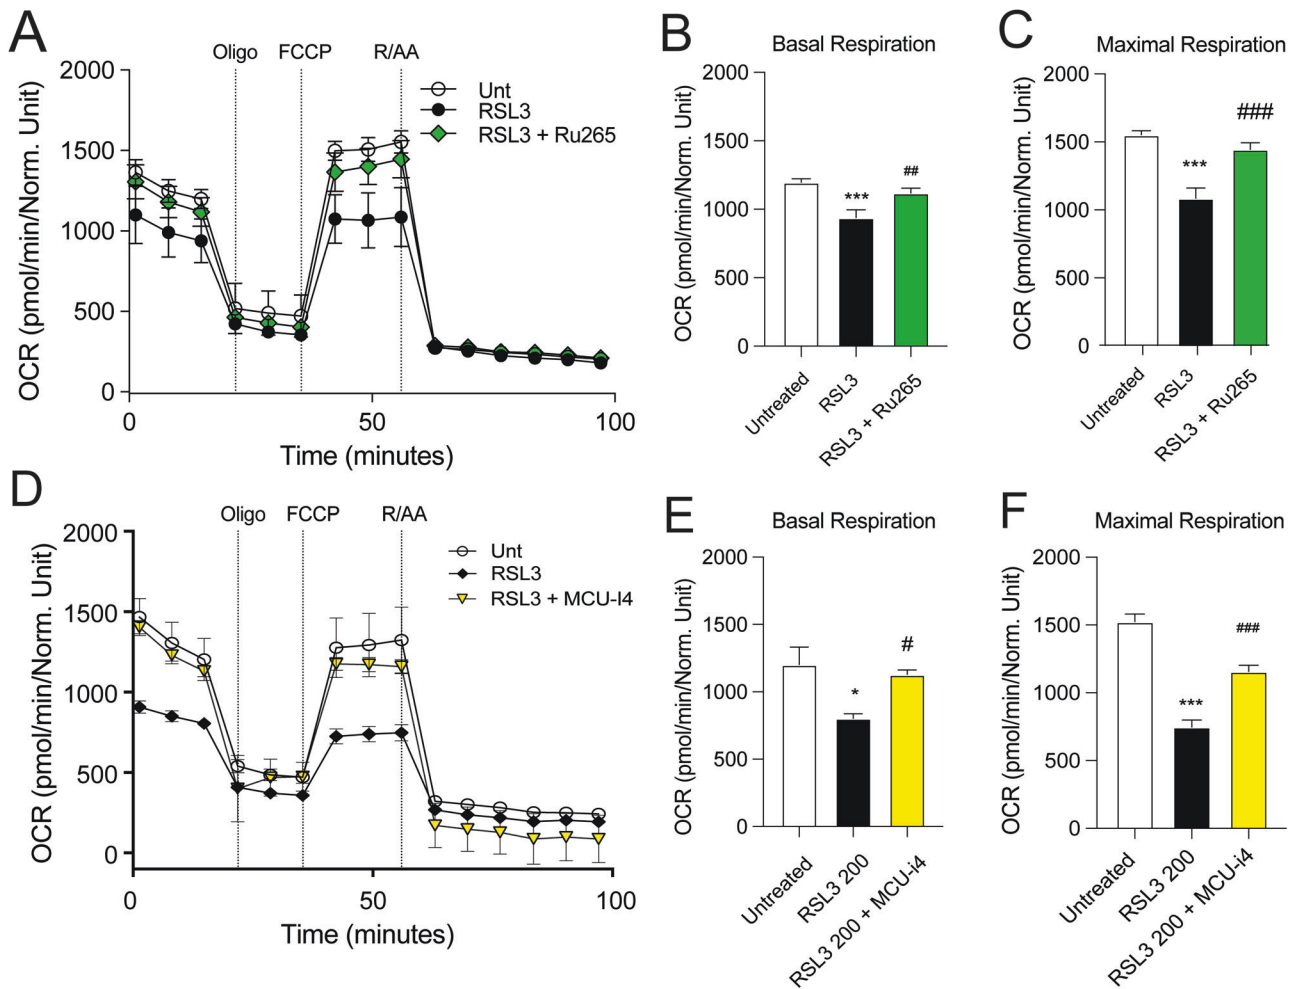 A
Oligo FCCP R/AA
OCR (pmol/min/Norm. Unit)
2000
1500
1000
500
0
0 50 100
Time (minutes)
Unt
RSL3
RSL3 + Ru265
B
Basal Respiration
OCR (pmol/min/Norm. Unit)
2000
1500
1000
500
0
***
##
Untreated
RSL3
RSL3 + Ru265
C
Maximal Respiration
OCR (pmol/min/Norm. Unit)
2000
1500
1000
500
0
***
###
Untreated
RSL3
RSL3 + Ru265
D
Oligo FCCP R/AA
OCR (pmol/min/Norm. Unit)
2000
1500
1000
500
0
0 50 100
Time (minutes)
Unt
RSL3
RSL3 + MCU-I4
E
Basal Respiration
OCR (pmol/min/Norm. Unit)
2000
1500
1000
500
0
*
#
Untreated
RSL3 200
RSL3 200 + MCU-i4
F
Maximal Respiration
OCR (pmol/min/Norm. Unit)
2000
1500
1000
500
0
***
###
Untreated
RSL3 200
RSL3 200 + MCU-i4